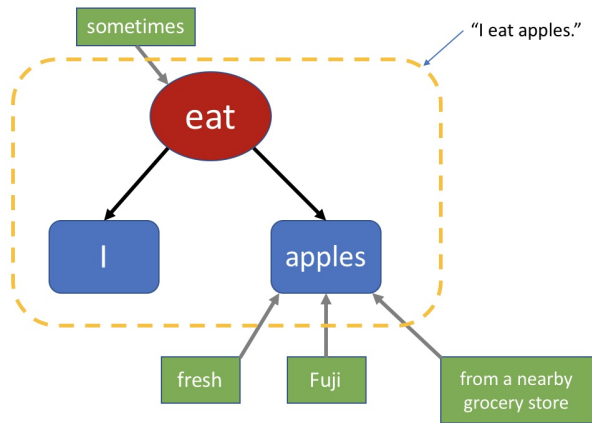 sometimes
“I eat apples.”
eat
I
apples
fresh
Fuji
from a nearby
grocery store